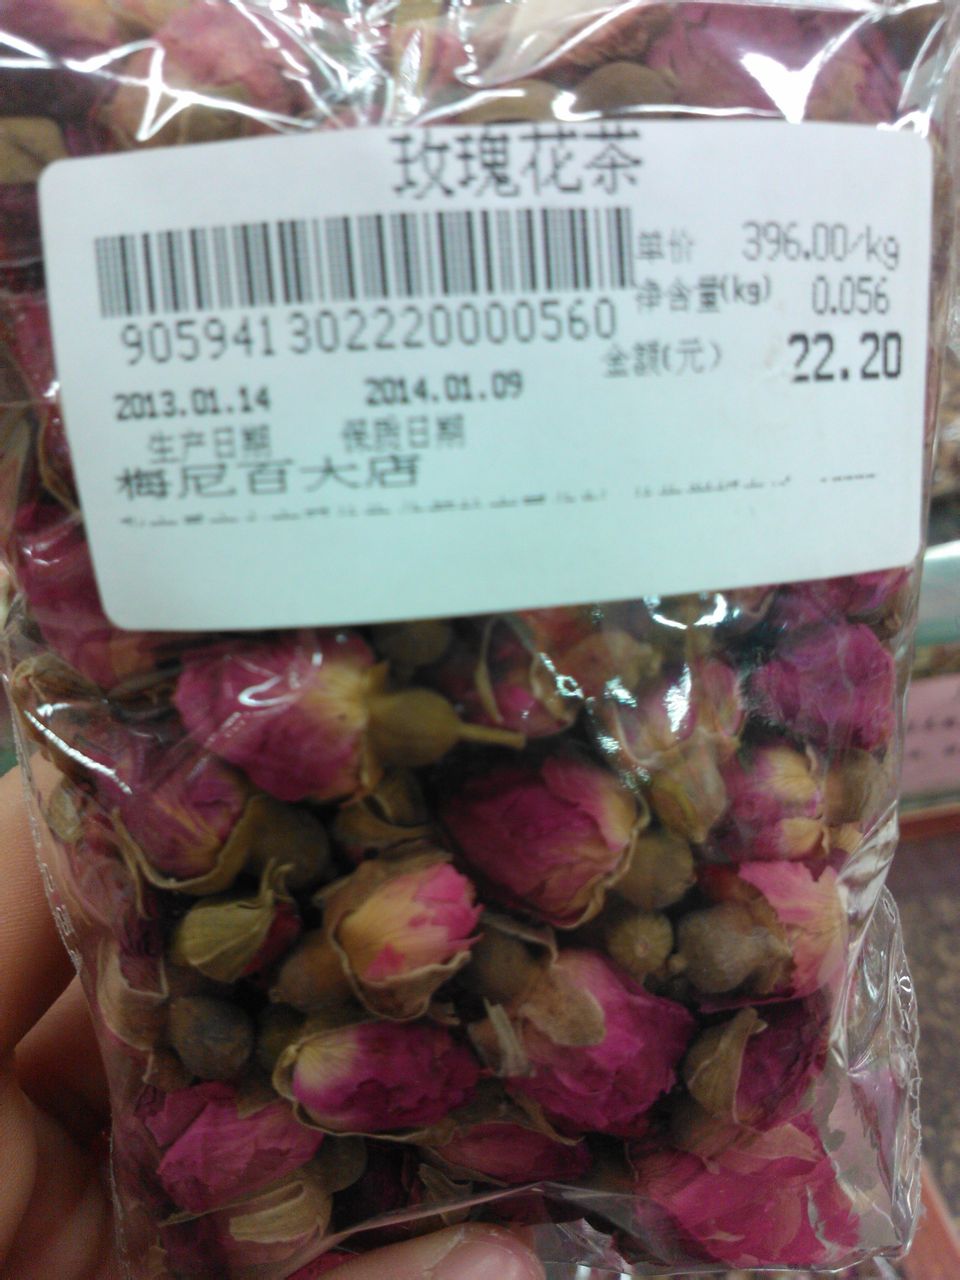 玫瑰花茶
单价 396.00/kg
净含量(kg) 0.056
905941302220000560
金额(元) 22.20
2013.01.14 2014.01.09
生产日期 保质日期
梅尼百大店